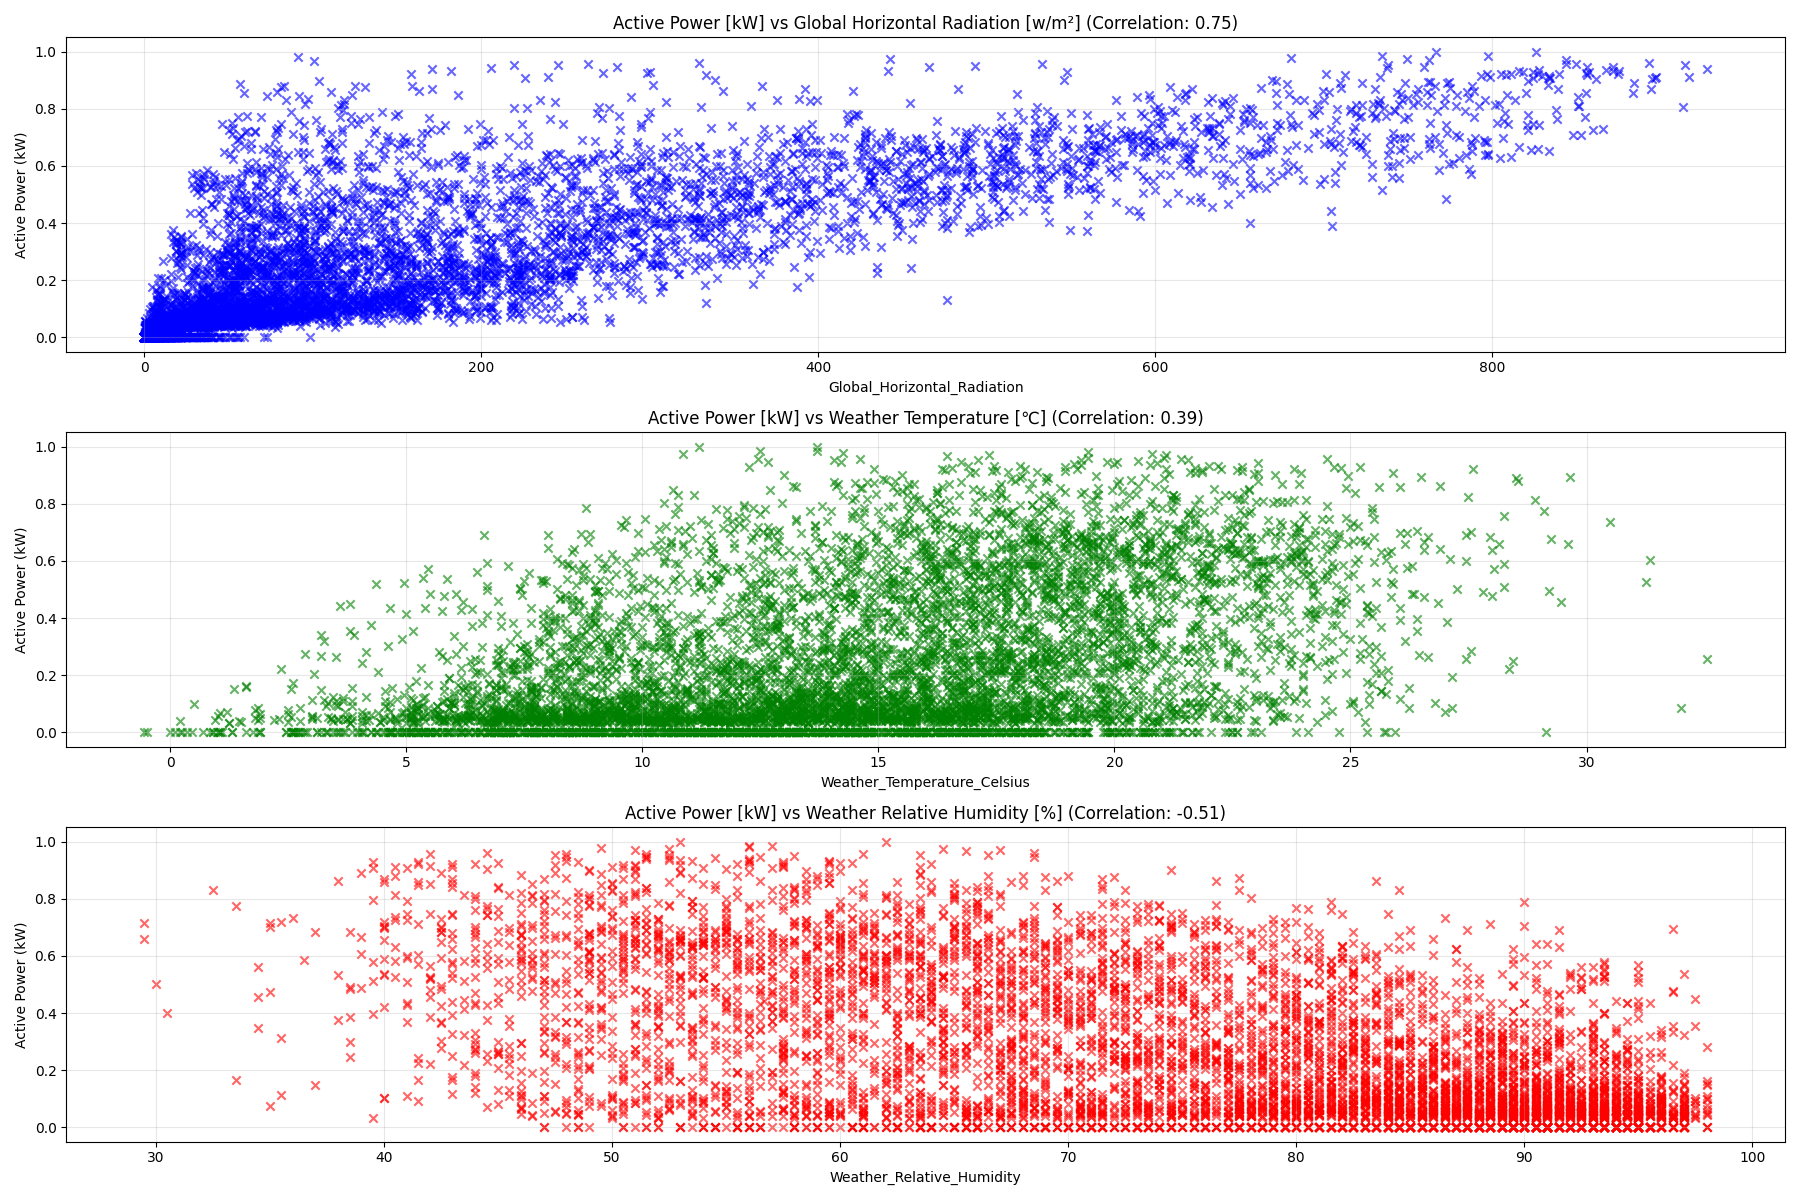 Active Power [kW] vs Global Horizontal Radiation [w/m²] (Correlation: 0.75)
1.0
0.8
0.6
0.4
0.2
0.0
Active Power (kW)
0 200 400 600 800
Global_Horizontal_Radiation
Active Power [kW] vs Weather Temperature [℃] (Correlation: 0.39)
1.0
0.8
0.6
0.4
0.2
0.0
Active Power (kW)
0 5 10 15 20 25 30
Weather_Temperature_Celsius
Active Power [kW] vs Weather Relative Humidity [%] (Correlation: -0.51)
1.0
0.8
0.6
0.4
0.2
0.0
Active Power (kW)
30 40 50 60 70 80 90 100
Weather_Relative_Humidity